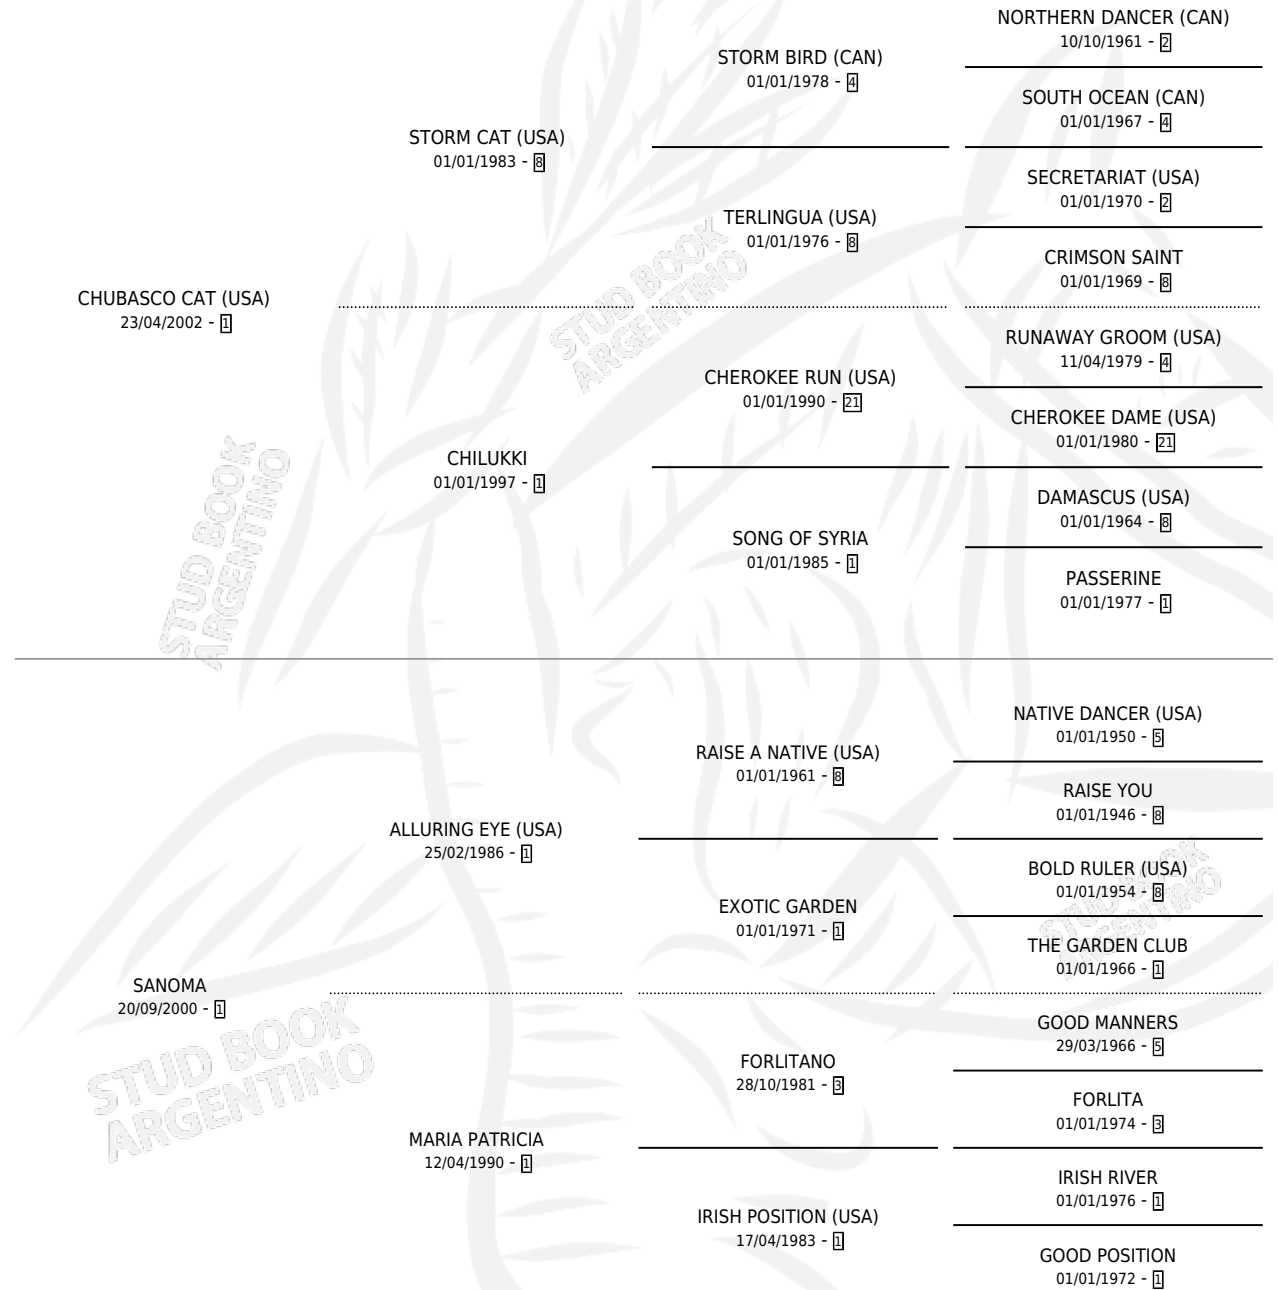 NORTHERN DANCER (CAN)
10/10/1961 - 2
STORM BIRD (CAN)
01/01/1978 - 4
SOUTH OCEAN (CAN)
01/01/1967 - 4
STORM CAT (USA)
01/01/1983 - 8
SECRETARIAT (USA)
01/01/1970 - 2
TERLINGUA (USA)
01/01/1976 - 8
CRIMSON SAINT
01/01/1969 - 8
CHUBASCO CAT (USA)
23/04/2002 - 1
RUNAWAY GROOM (USA)
11/04/1979 - 4
CHEROKEE RUN (USA)
01/01/1990 - 21
CHEROKEE DAME (USA)
01/01/1980 - 21
CHILUKKI
01/01/1997 - 1
DAMASCUS (USA)
01/01/1964 - 8
SONG OF SYRIA
01/01/1985 - 1
PASSERINE
01/01/1977 - 1
STUD BOOK
ARGENTINO
STUD BOOK
ARGENTINO
NATIVE DANCER (USA)
01/01/1950 - 5
RAISE A NATIVE (USA)
01/01/1961 - 8
RAISE YOU
01/01/1946 - 8
ALLURING EYE (USA)
25/02/1986 - 1
BOLD RULER (USA)
01/01/1954 - 8
EXOTIC GARDEN
01/01/1971 - 1
THE GARDEN CLUB
01/01/1966 - 1
SANOMA
20/09/2000 - 1
GOOD MANNERS
29/03/1966 - 5
FORLITANO
28/10/1981 - 3
FORLITA
01/01/1974 - 3
MARIA PATRICIA
12/04/1990 - 1
IRISH RIVER
01/01/1976 - 1
IRISH POSITION (USA)
17/04/1983 - 1
GOOD POSITION
01/01/1972 - 1
STUD BOOK
ARGENTINO
STUD BOOK
ARGENTINO